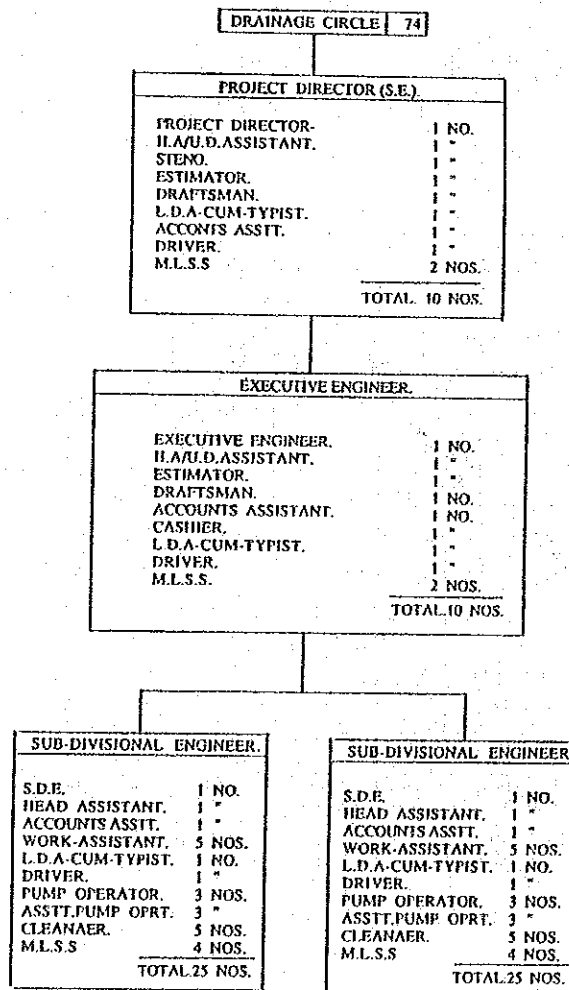 DRAINAGE CIRCLE 74
PROJECT DIRECTOR (S.E.)
PROJECT DIRECTOR- 1 NO.
H.A/U.D.ASSISTANT. 1 "
STENO. 1 "
ESTIMATOR. 1 "
DRAFTSMAN. 1 "
L.D.A-CUM-TYPIST. 1 "
ACCONTS ASSTT. 1 "
DRIVER. 1 "
M.L.S.S 2 NOS.
TOTAL. 10 NOS.
EXECUTIVE ENGINEER.
EXECUTIVE ENGINEER. 1 NO.
H.A/U.D.ASSISTANT. 1 "
ESTIMATOR. 1 "
DRAFTSMAN. 1 NO.
ACCOUNTS ASSISTANT. 1 NO.
CASHIER. 1 "
L.D.A-CUM-TYPIST. 1 "
DRIVER. 1 "
M.L.S.S. 2 NOS.
TOTAL.10 NOS.
SUB-DIVISIONAL ENGINEER.
S.D.E. 1 NO.
HEAD ASSISTANT. 1 "
ACCOUNTS ASSTT. 1 "
WORK-ASSISTANT. 5 NOS.
L.D.A-CUM-TYPIST. 1 NO.
DRIVER. 1 "
PUMP OPERATOR. 3 NOS.
ASSTT.PUMP OPRT. 3 "
CLEANAER. 5 NOS.
M.L.S.S 4 NOS.
TOTAL.25 NOS.
SUB-DIVISIONAL ENGINEER
S.D.E. 1 NO.
HEAD ASSISTANT. 1 "
ACCOUNTS ASSTT. 1 "
WORK-ASSISTANT. 5 NOS.
L.D.A-CUM-TYPIST. 1 NO.
DRIVER. 1 "
PUMP OPERATOR. 3 NOS.
ASSTT.PUMP OPRT. 3 "
CLEANAER. 5 NOS.
M.L.S.S 4 NOS.
TOTAL.25 NOS.